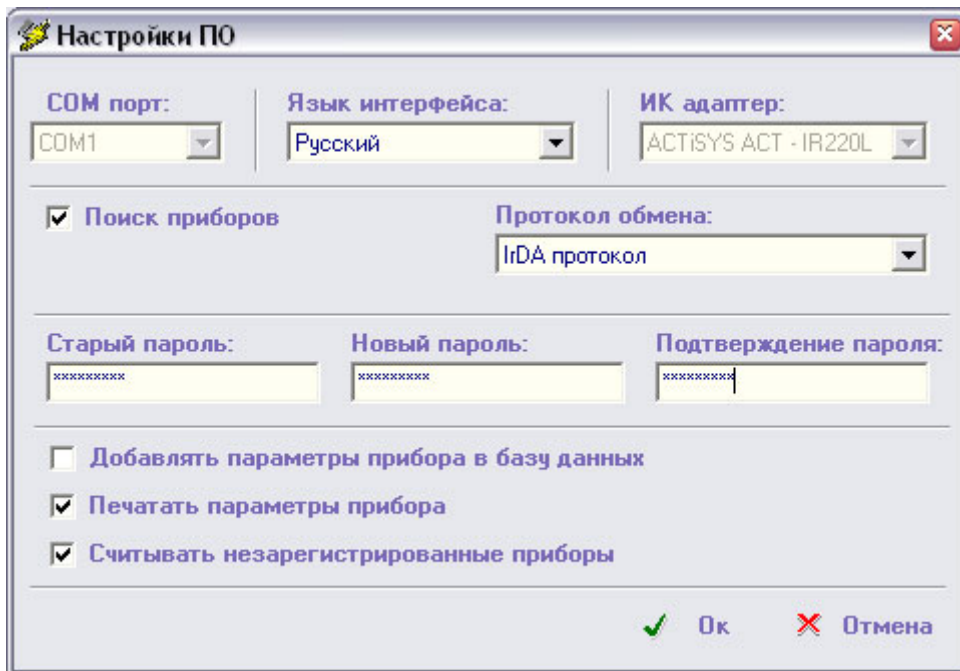 Настройки ПО
COM порт: Язык интерфейса: ИК адаптер:
COM1 Русский ACTiSYS ACT - IR220L
Поиск приборов Протокол обмена:
IrDA протокол
Старый пароль: Новый пароль: Подтверждение пароля:
********* ********* *********
Добавлять параметры прибора в базу данных
Печатать параметры прибора
Считывать незарегистрированные приборы
Ок Отмена